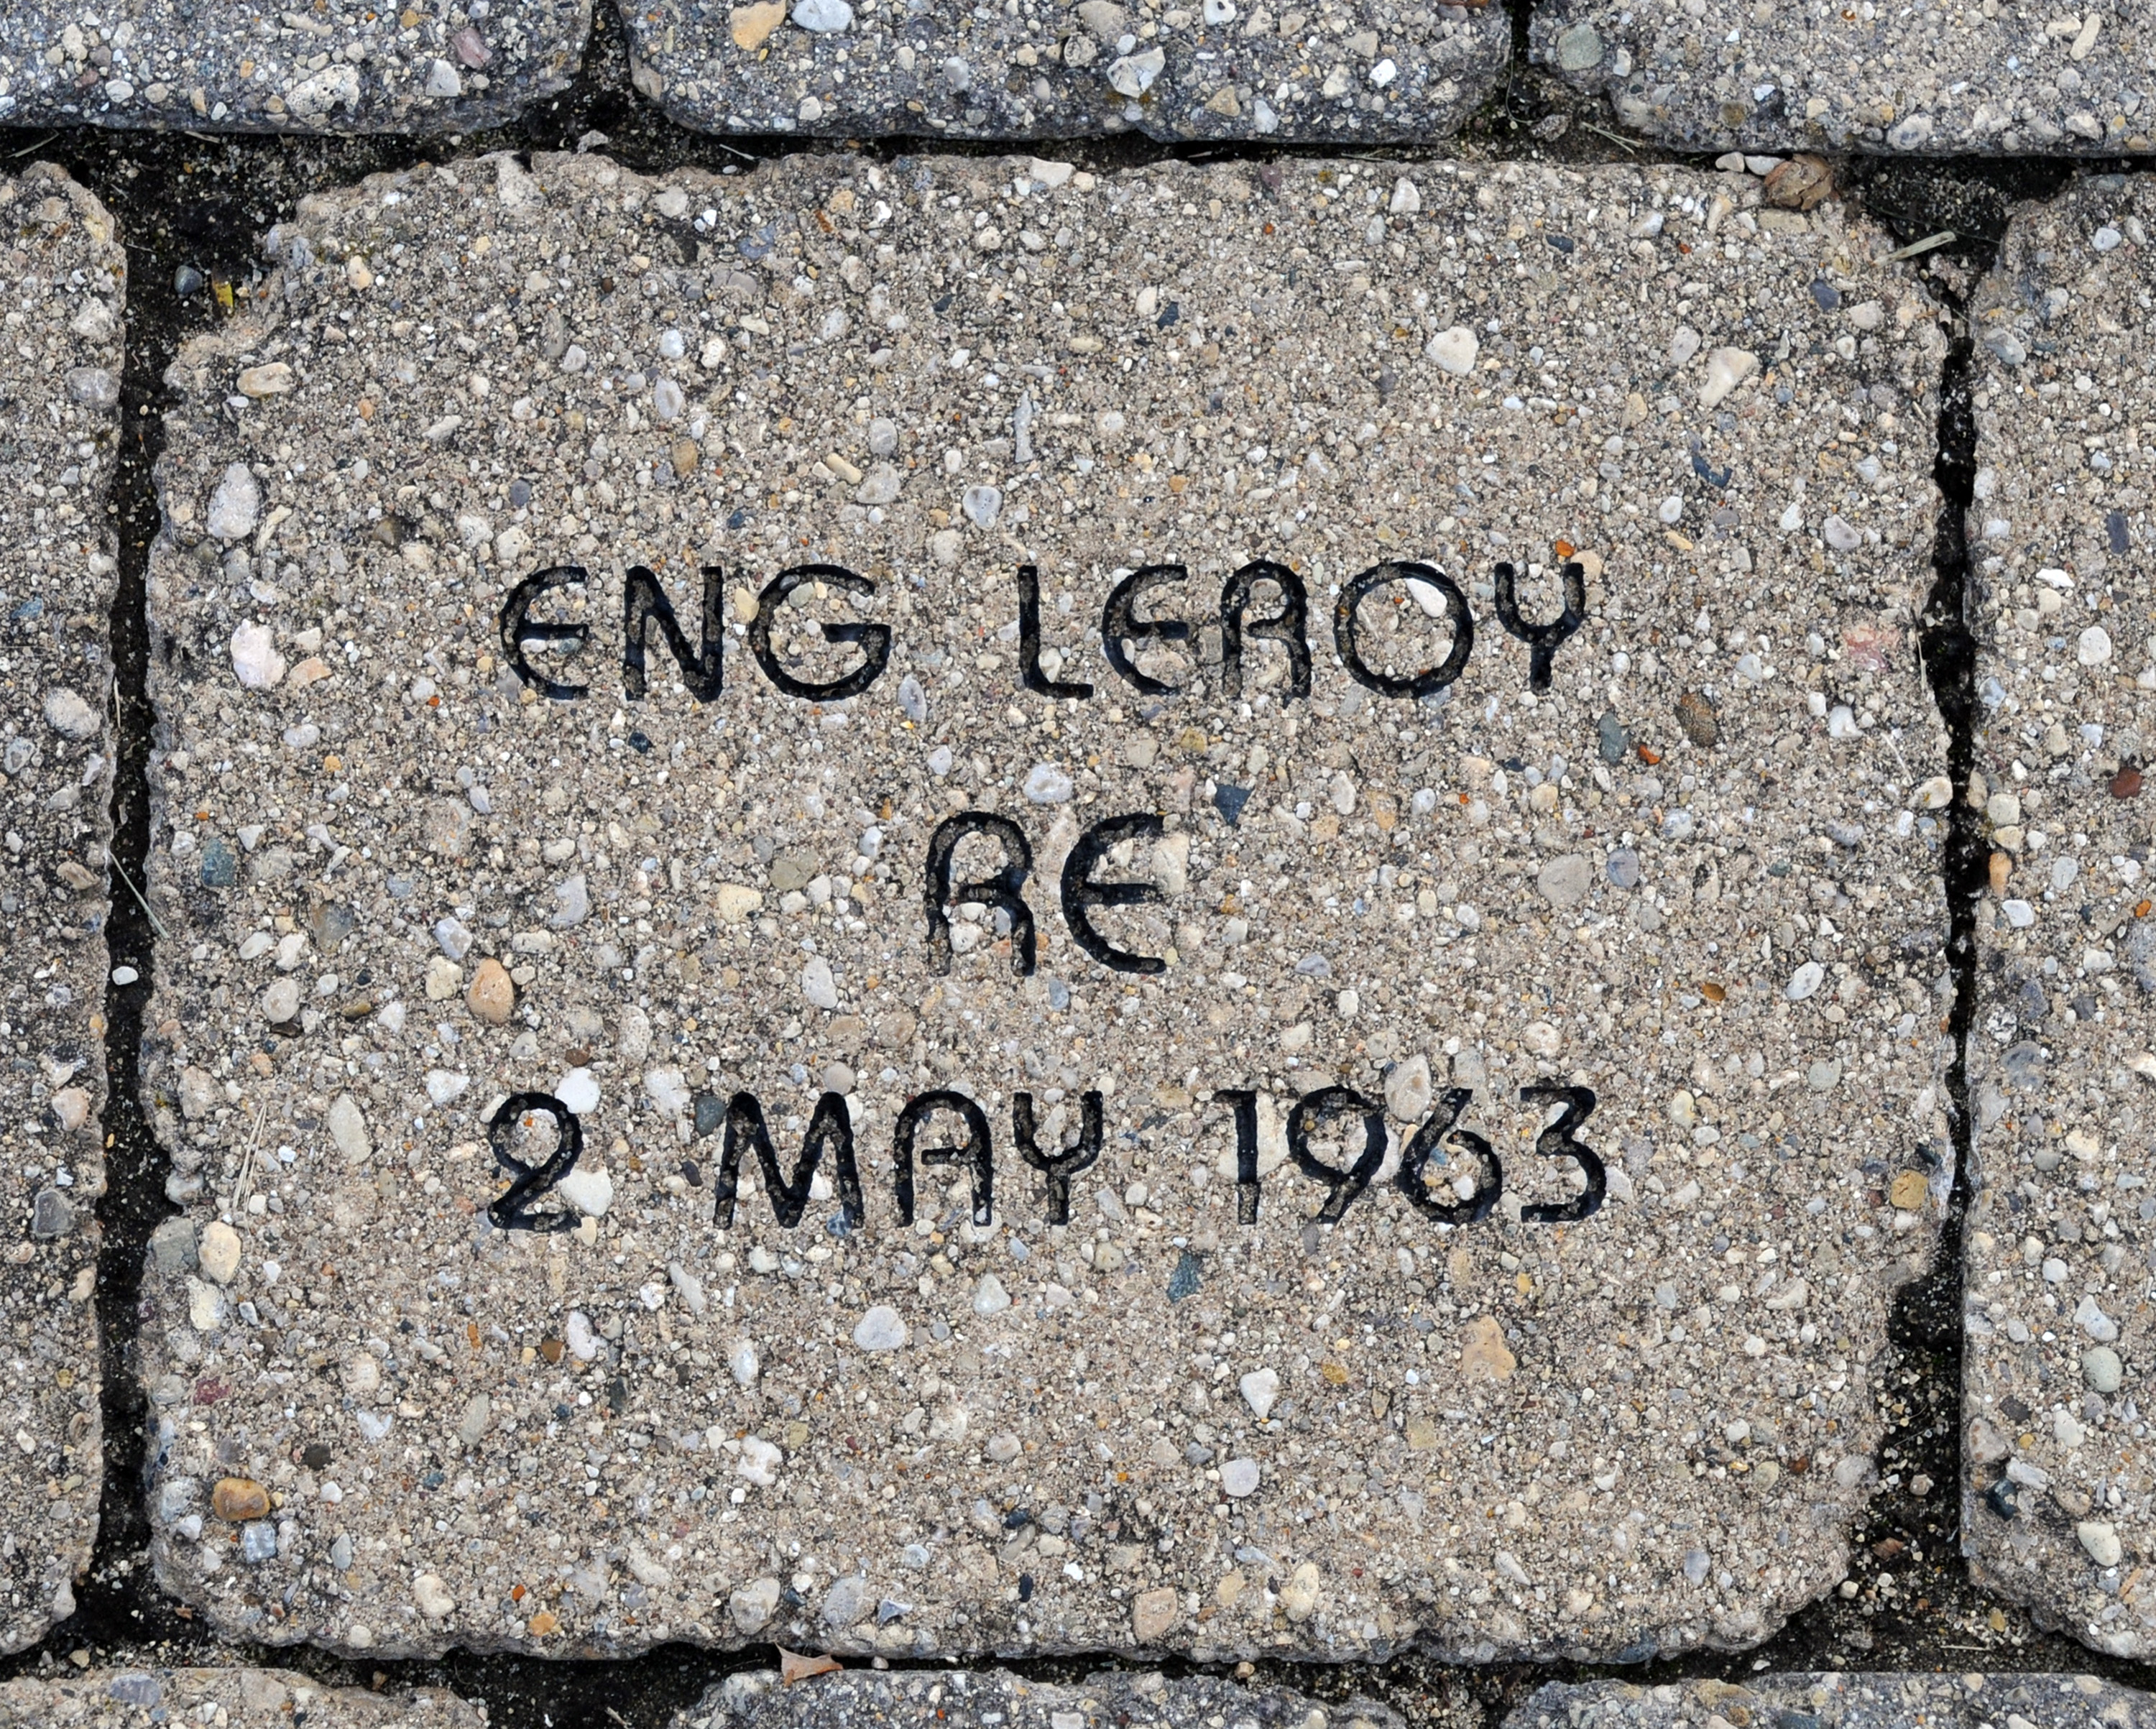 ENG LEROY
RE
2 MAY 1963